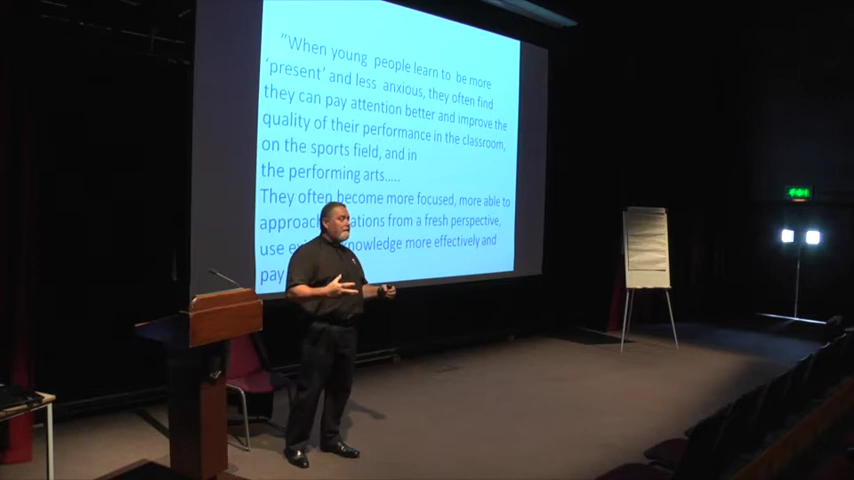 "When young people learn to be more
'present' and less anxious, they often find
they can pay attention better and improve the
quality of their performance in the classroom,
on the sports field, and in
the performing arts.....
They often become more focused, more able to
approach from a fresh perspective,
use knowledge more effectively and
pay